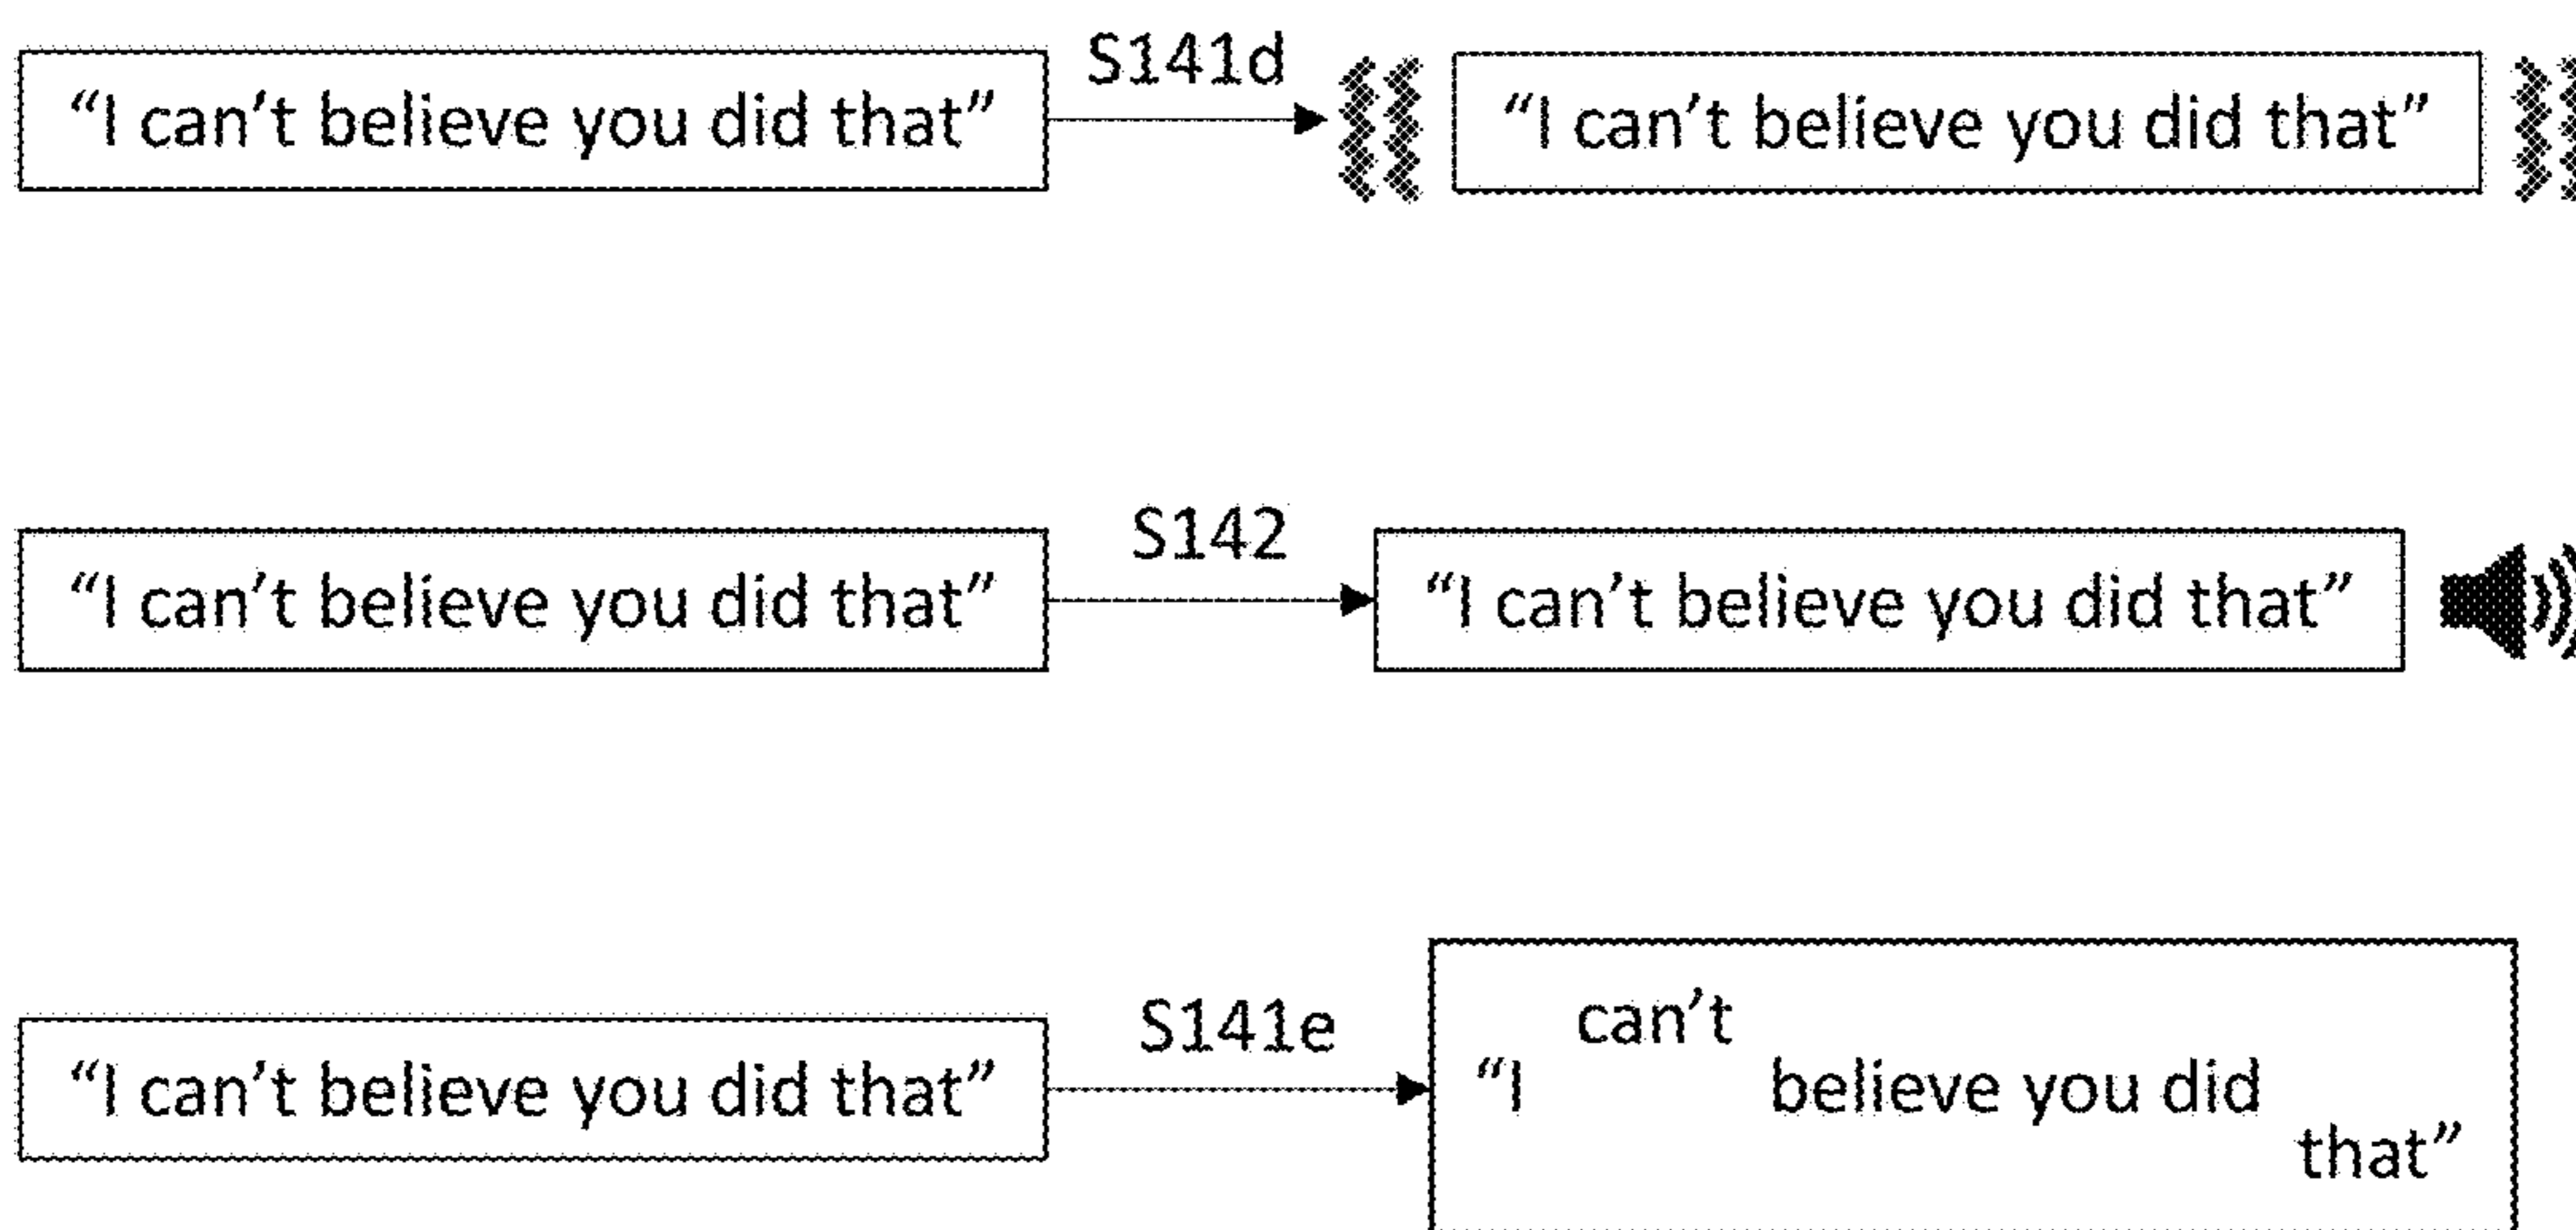 S141d
“I can’t believe you did that” “I can’t believe you did that”
S142
“I can’t believe you did that” “I can’t believe you did that”
S141e
can’t
“I can’t believe you did that” “I believe you did
that”